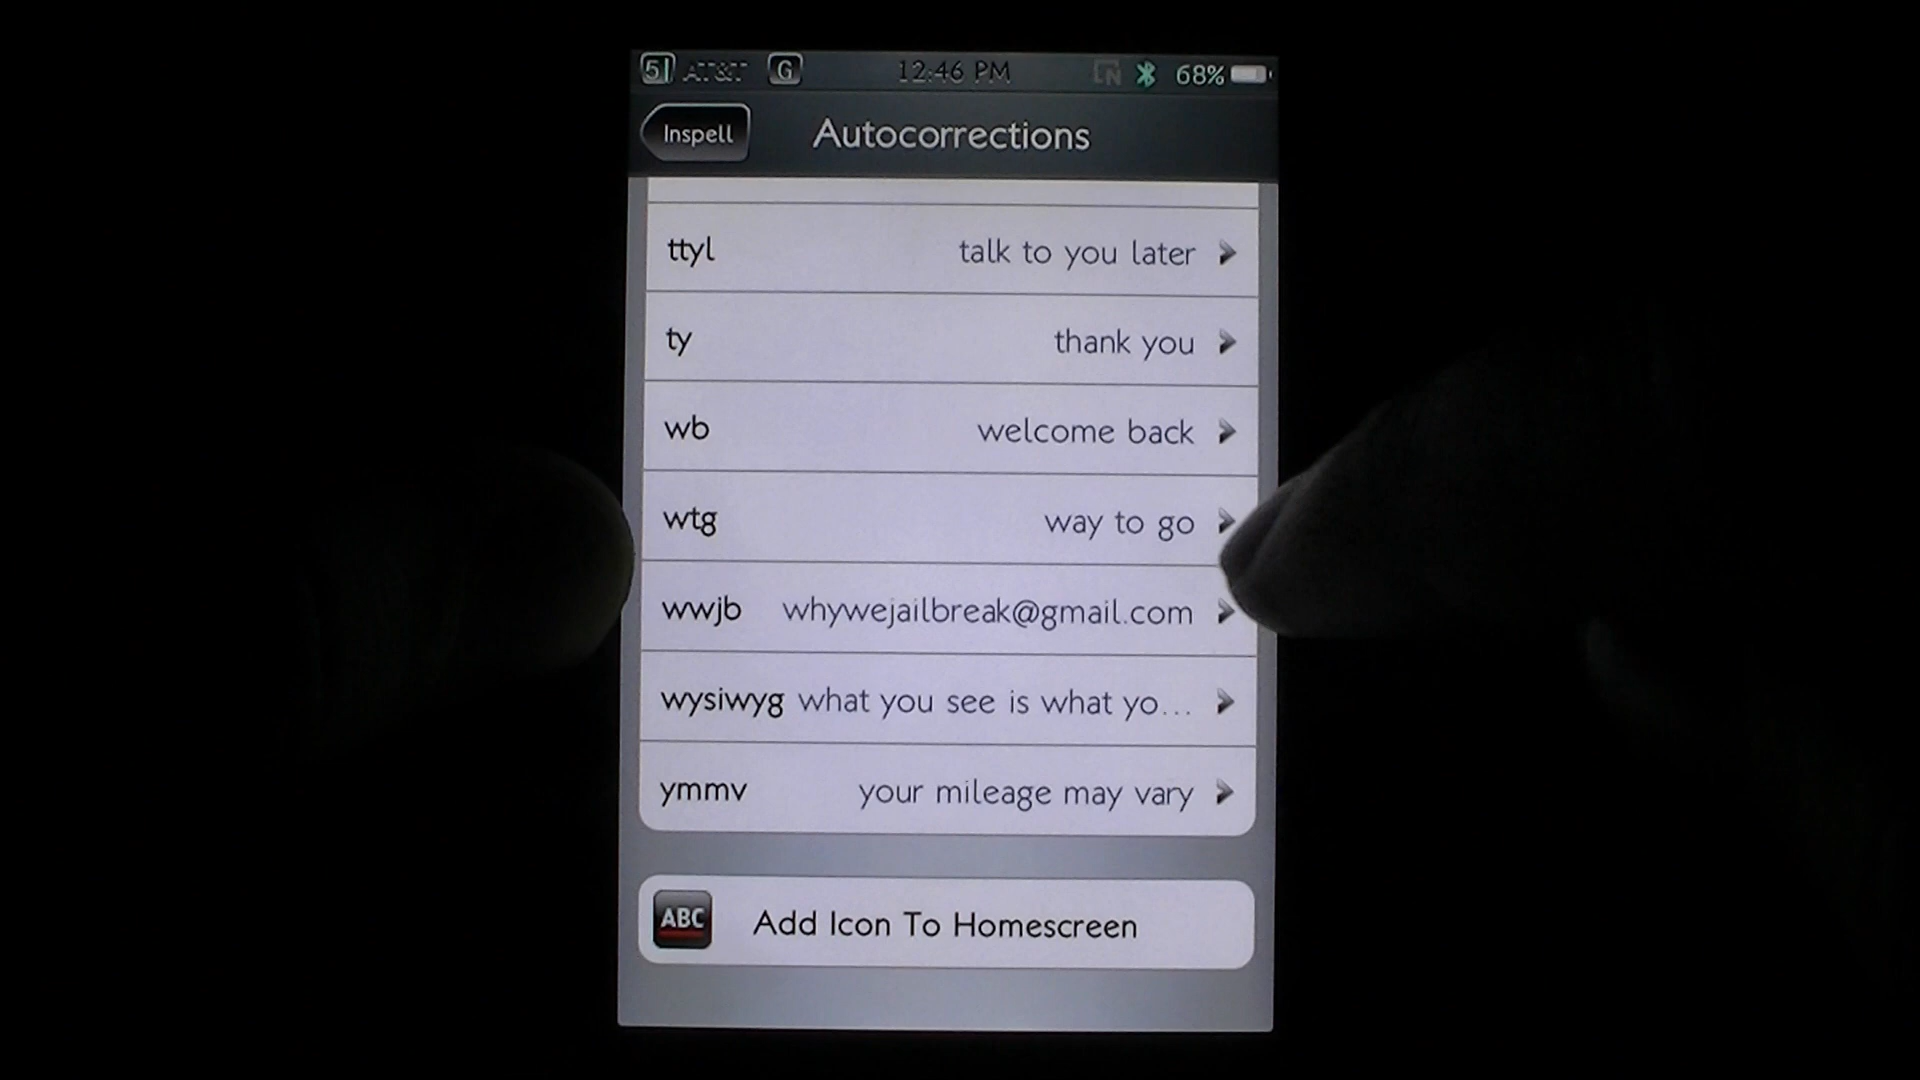 51 AT&T G 12:46 PM N 68%
Inspell Autocorrections
ttyl talk to you later
ty thank you
wb welcome back
wtg way to go
wwjb whywejailbreak@gmail.com
wysiwyg what you see is what yo...
ymmv your mileage may vary
ABC Add Icon To Homescreen